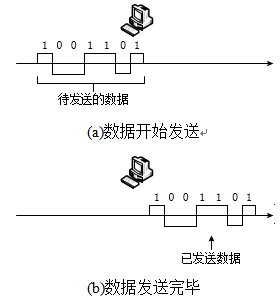 1 0 0 1 1 0 1
待发送的数据
(a)数据开始发送↵
1 0 0 1 1 0 1
已发送数据
(b)数据发送完毕